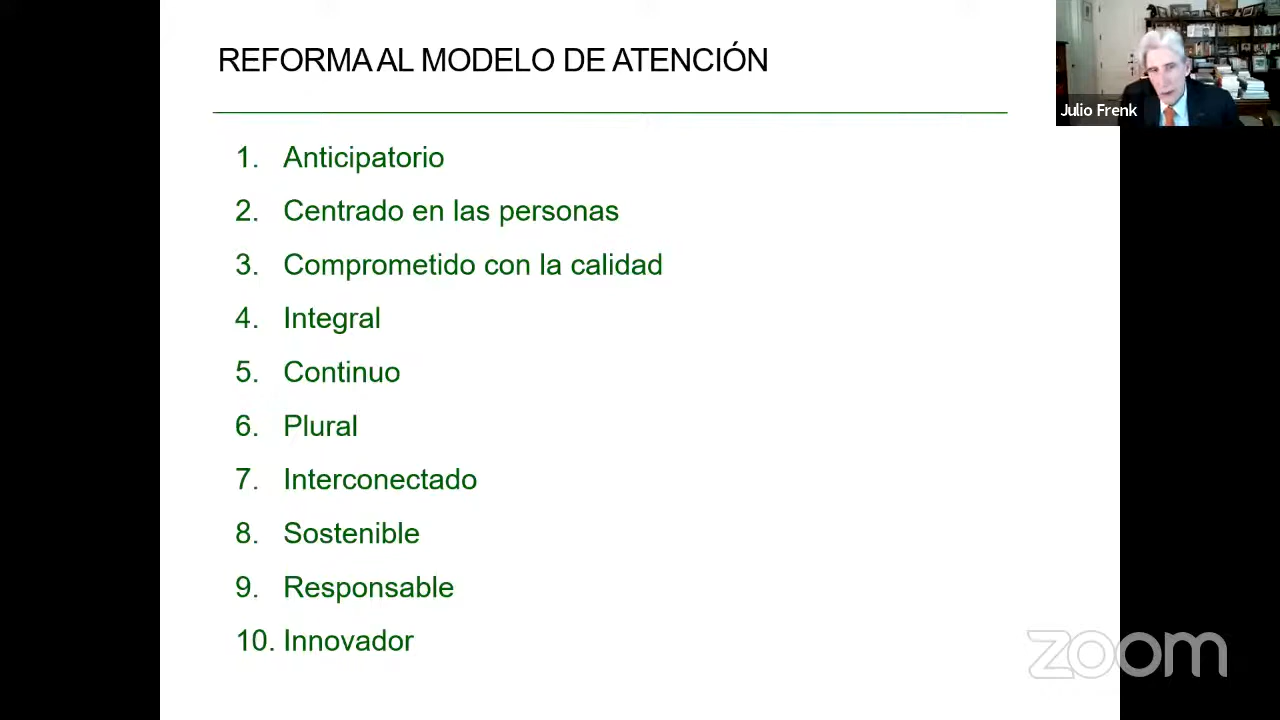 REFORMA AL MODELO DE ATENCIÓN
Julio Frenk
1. Anticipatorio
2. Centrado en las personas
3. Comprometido con la calidad
4. Integral
5. Continuo
6. Plural
7. Interconectado
8. Sostenible
9. Responsable
10. Innovador
zoom